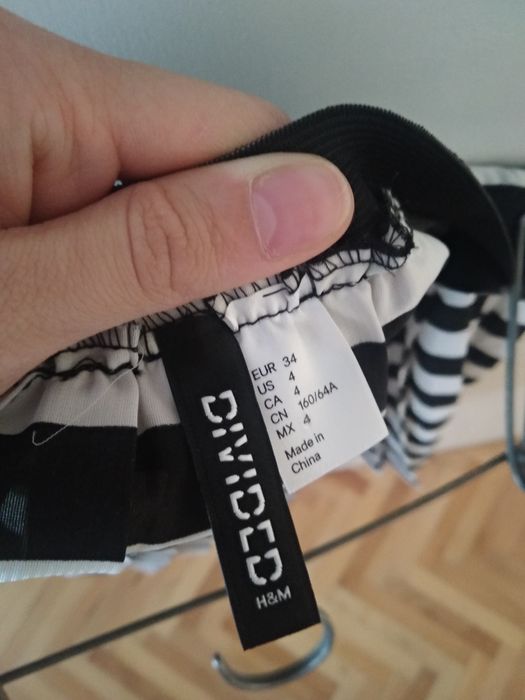 EUR 34
US 4
CA 4
CN 160/64A
MX 4
Made in
China
DIVIDED
H&M